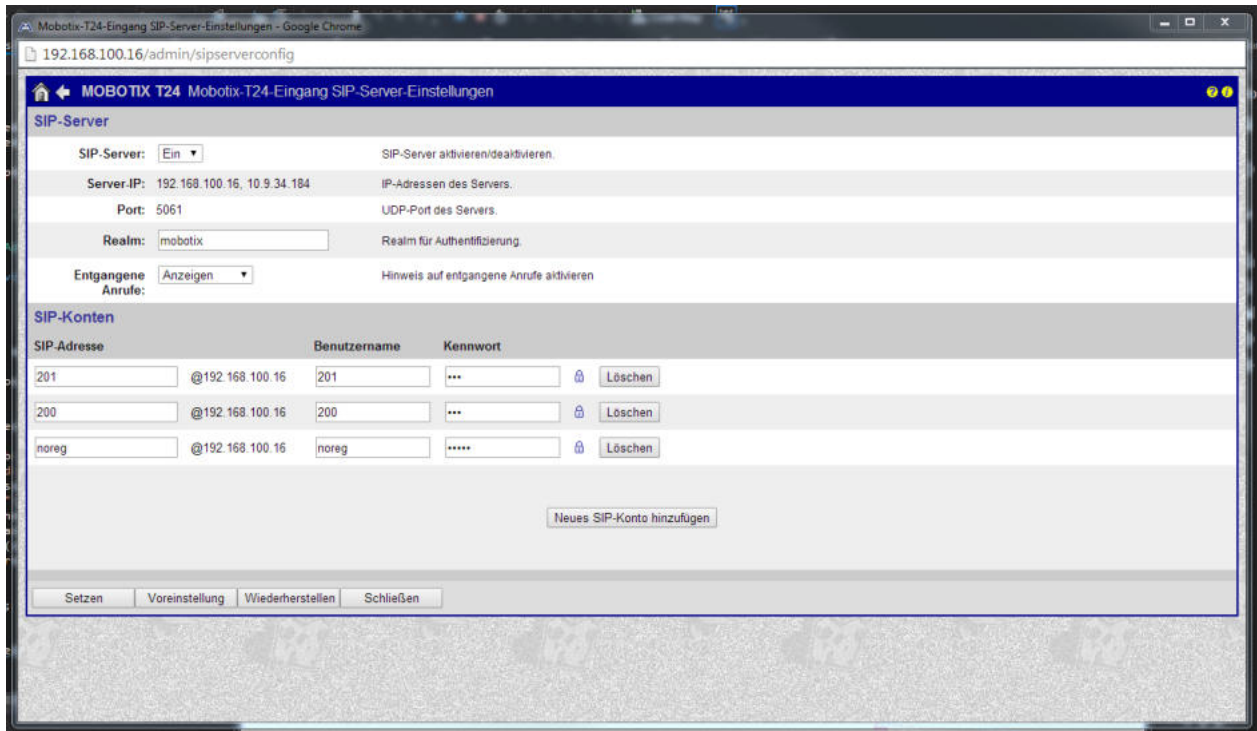 Mobotix-T24-Eingang SIP-Server-Einstellungen - Google Chrome
192.168.100.16/admin/sipserverconfig
MOBOTIX T24 Mobotix-T24-Eingang SIP-Server-Einstellungen
SIP-Server
SIP-Server: Ein SIP-Server aktivieren/deaktivieren.
Server-IP: 192.168.100.16, 10.9.34.184 IP-Adressen des Servers.
Port: 5061 UDP-Port des Servers.
Realm: mobotix Realm für Authentifizierung.
Entgangene Anrufe: Anzeigen Hinweis auf entgangene Anrufe aktivieren
SIP-Konten
SIP-Adresse Benutzername Kennwort
201 @192.168.100.16 201 ••• Löschen
200 @192.168.100.16 200 ••• Löschen
noreg @192.168.100.16 noreg ••••• Löschen
Neues SIP-Konto hinzufügen
Setzen Voreinstellung Wiederherstellen Schließen